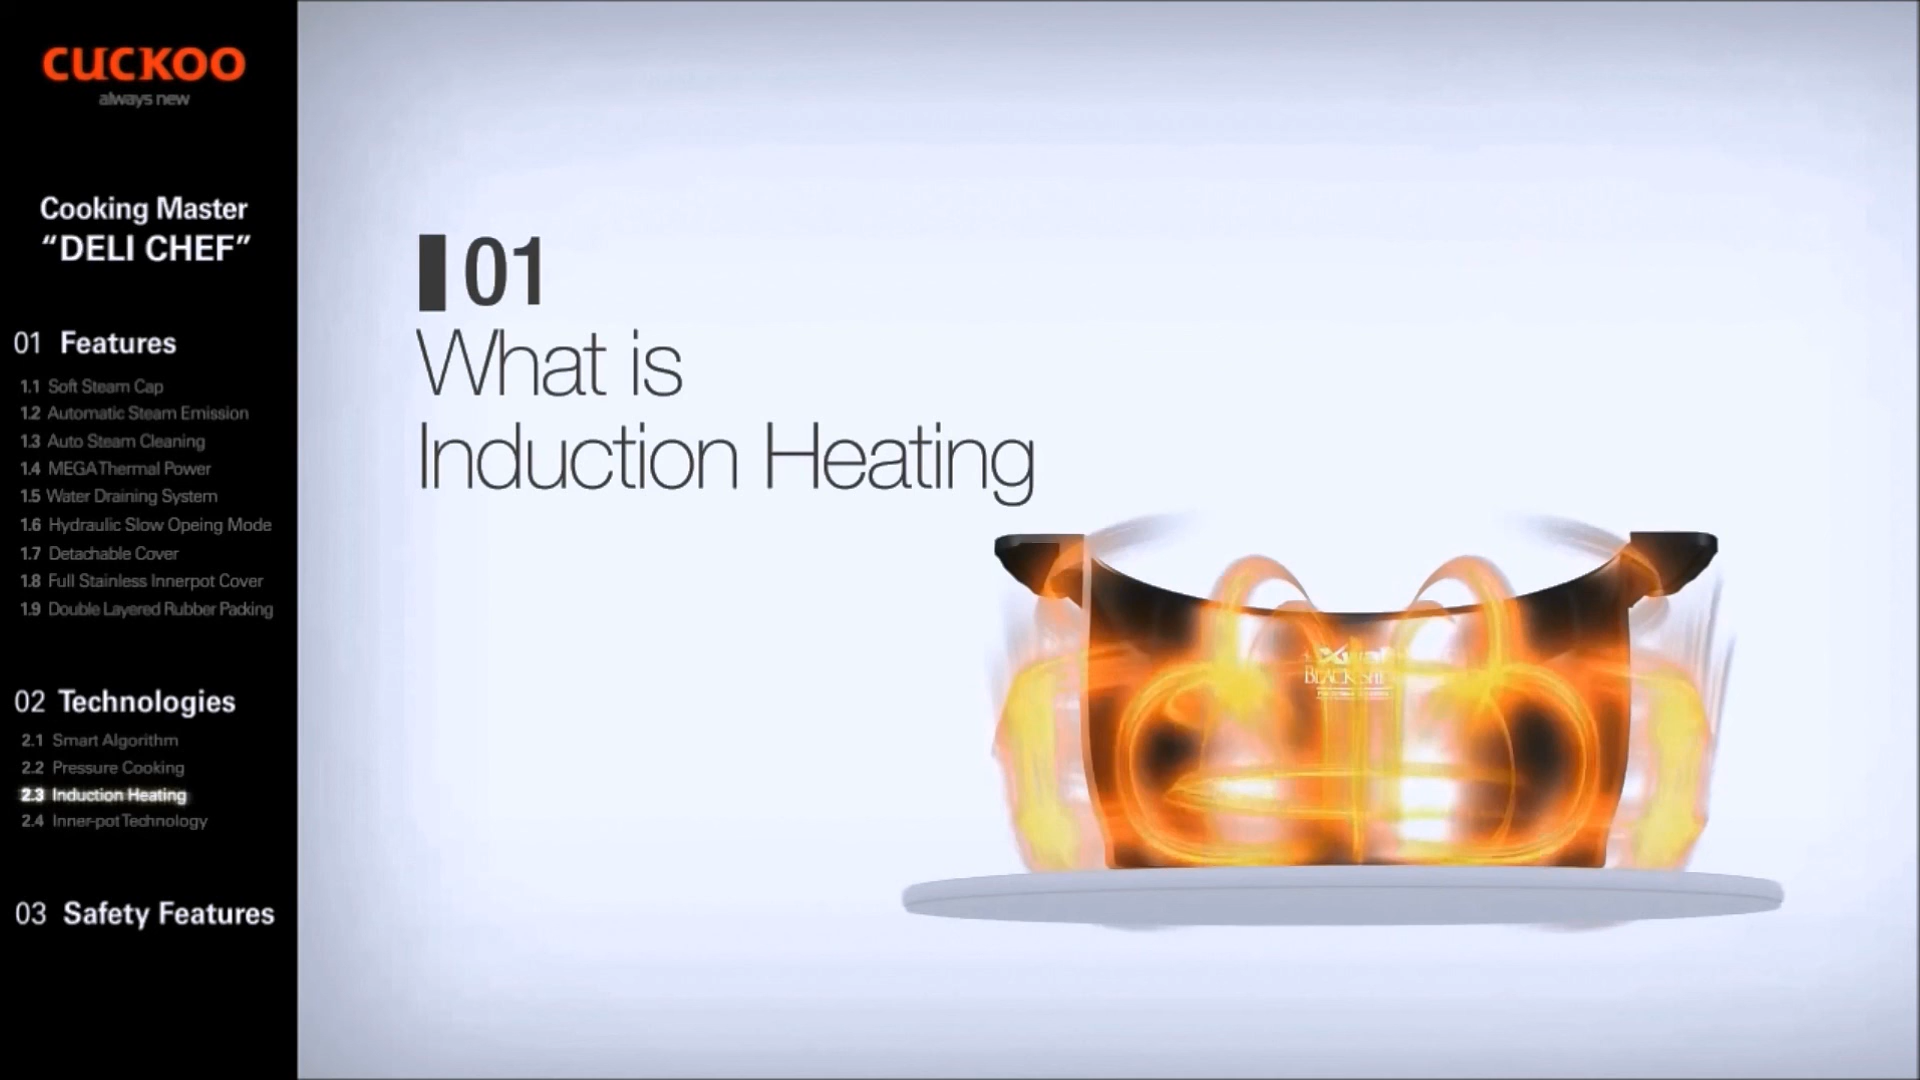 CUCKOO
always new
Cooking Master
“DELI CHEF”
01 Features
1.1 Soft Steam Cap
1.2 Automatic Steam Emission
1.3 Auto Steam Cleaning
1.4 MEGA Thermal Power
1.5 Water Draining System
1.6 Hydraulic Slow Opeing Mode
1.7 Detachable Cover
1.8 Full Stainless Innerpot Cover
1.9 Double Layered Rubber Packing
02 Technologies
2.1 Smart Algorithm
2.2 Pressure Cooking
2.3 Induction Heating
2.4 Inner-pot Technology
03 Safety Features
01
What is
Induction Heating
BLACK